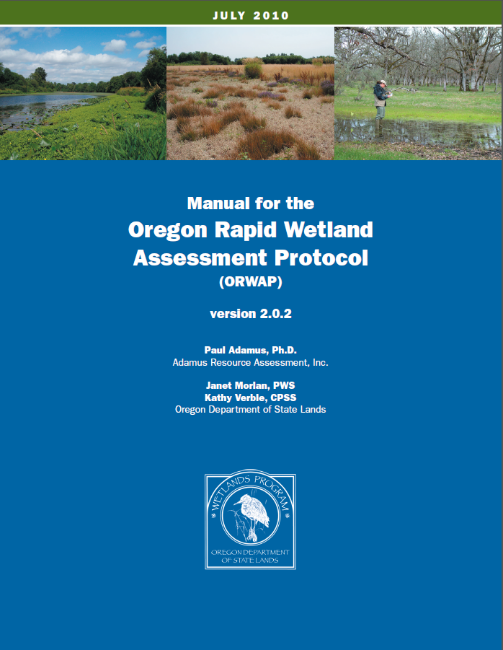 JULY 2010
Manual for the
Oregon Rapid Wetland
Assessment Protocol
(ORWAP)
version 2.0.2
Paul Adamus, Ph.D.
Adamus Resource Assessment, Inc.
Janet Morlan, PWS
Kathy Verble, CPSS
Oregon Department of State Lands
WETLANDS PROGRAM
OREGON DEPARTMENT
OF STATE LANDS